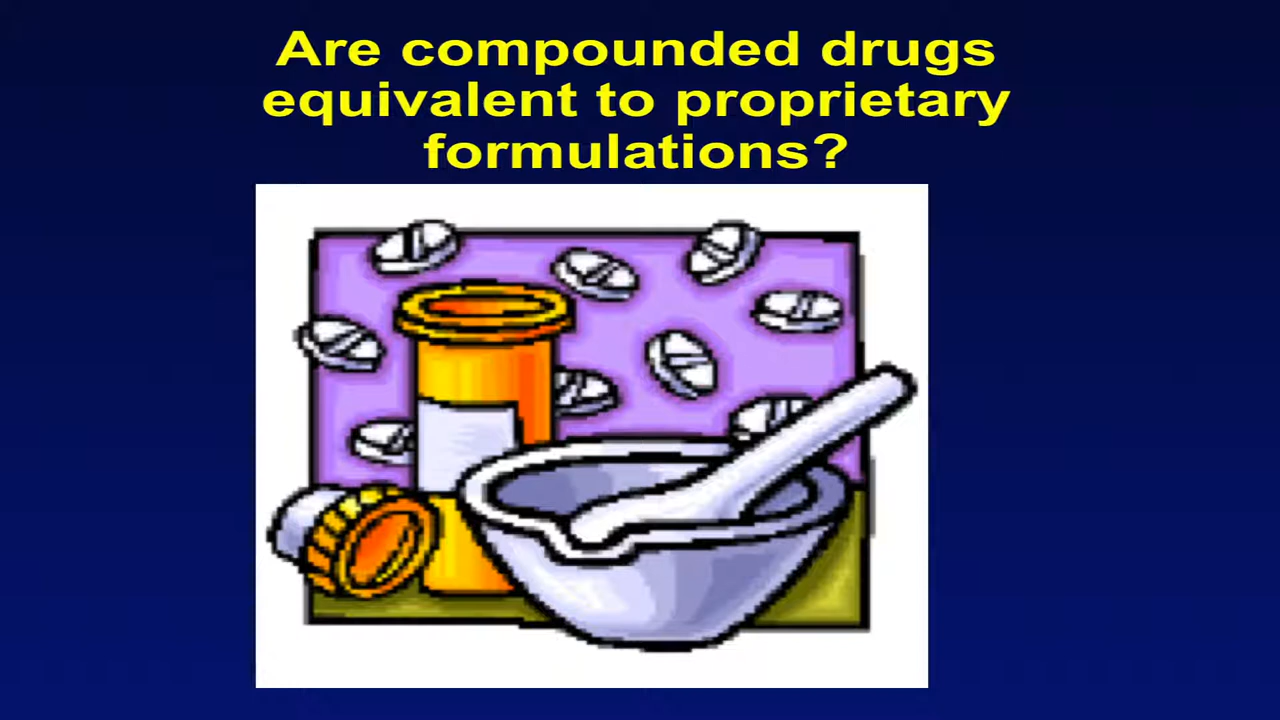 Are compounded drugs
equivalent to proprietary
formulations?